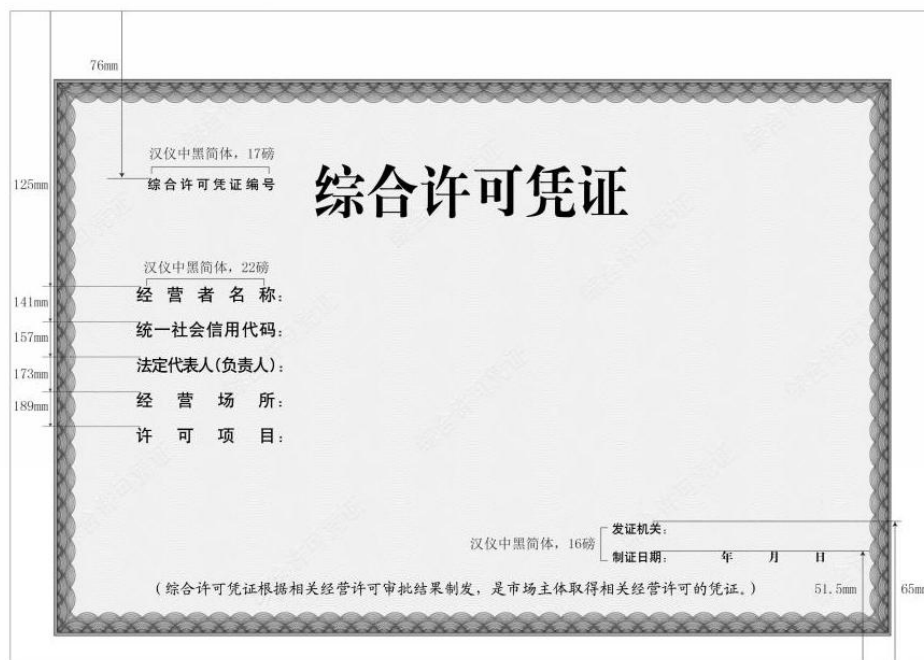 76mm
汉仪中黑简体，17磅
125mm
综合许可凭证编号
综合许可凭证
汉仪中黑简体，22磅
经营者名称：
141mm
统一社会信用代码：
157mm
法定代表人(负责人)：
173mm
经营场所：
189mm
许可项目：
发证机关：
汉仪中黑简体，16磅
制证日期： 年 月 日
(综合许可凭证根据相关经营许可审批结果制发，是市场主体取得相关经营许可的凭证。)
51.5mm
65mm